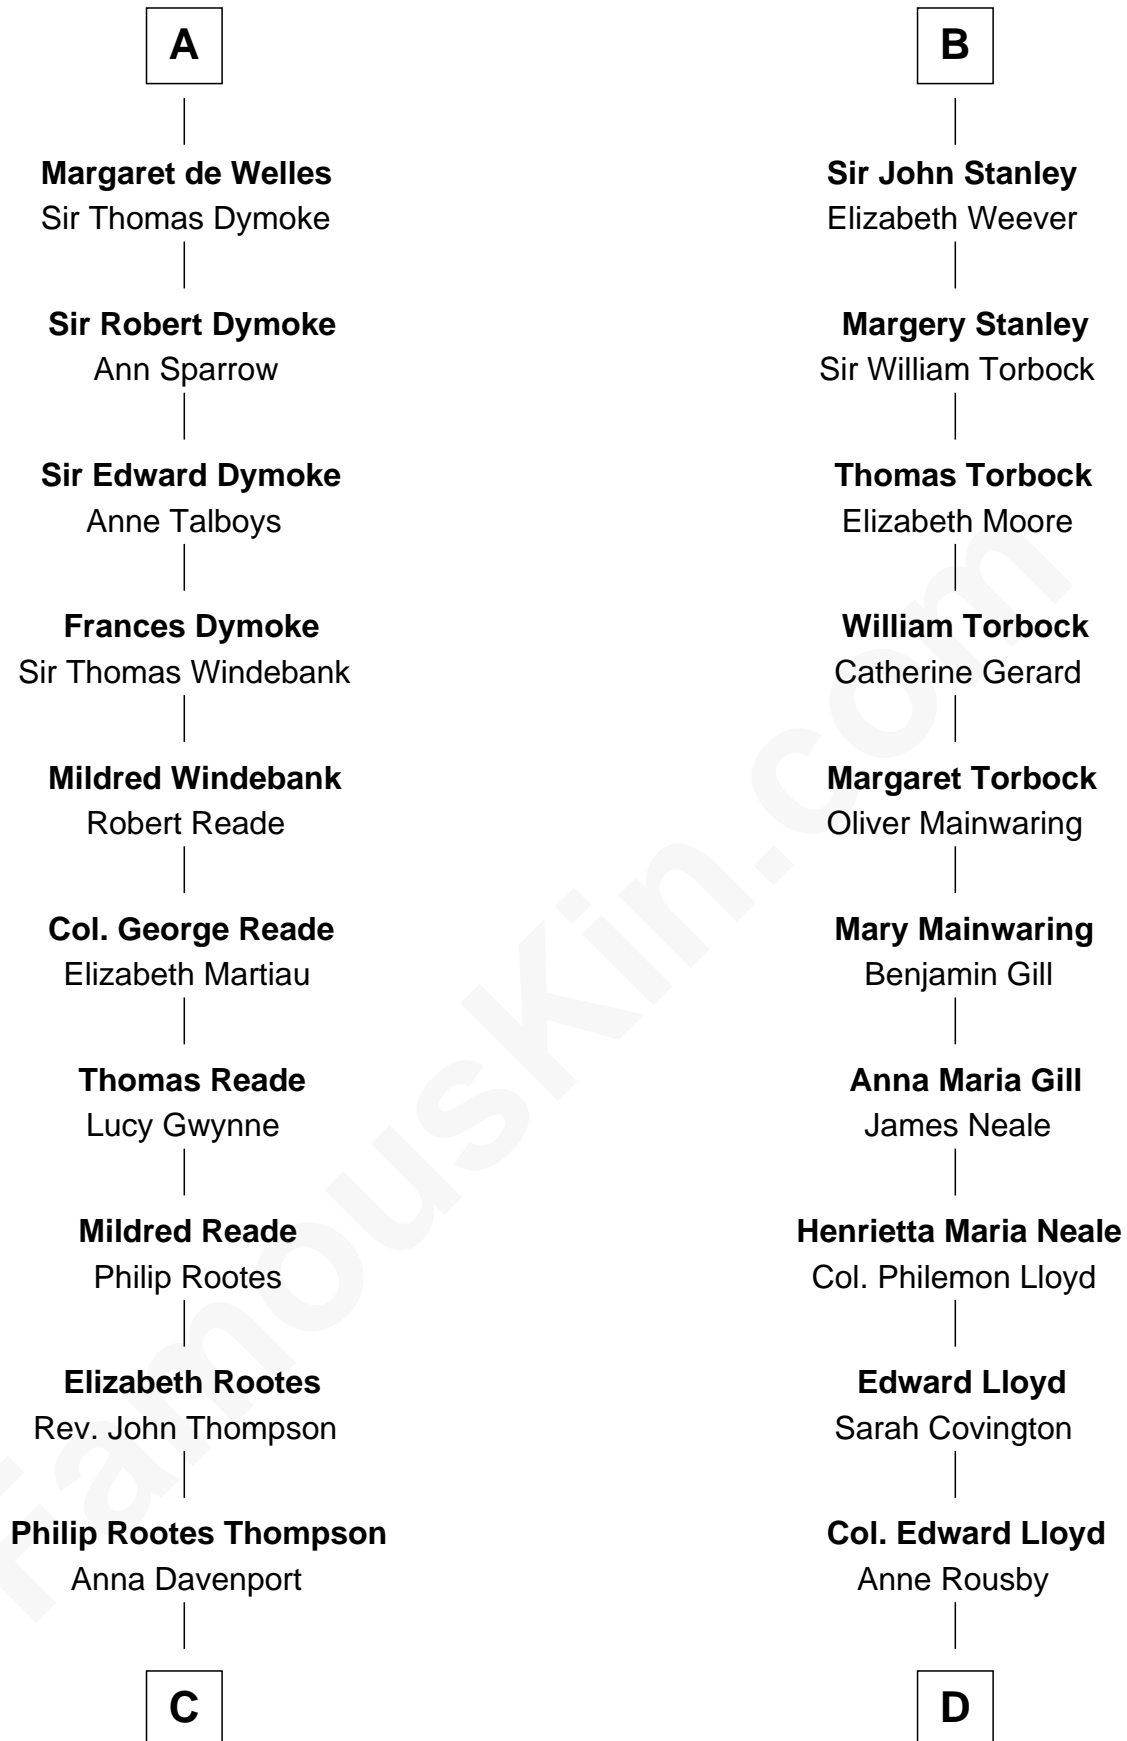 A
Margaret de Welles
Sir Thomas Dymoke
Sir Robert Dymoke
Ann Sparrow
Sir Edward Dymoke
Anne Talboys
Frances Dymoke
Sir Thomas Windebank
Mildred Windebank
Robert Reade
Col. George Reade
Elizabeth Martiau
Thomas Reade
Lucy Gwynne
Mildred Reade
Philip Rootes
Elizabeth Rootes
Rev. John Thompson
Philip Rootes Thompson
Anna Davenport
C
B
Sir John Stanley
Elizabeth Weever
Margery Stanley
Sir William Torbock
Thomas Torbock
Elizabeth Moore
William Torbock
Catherine Gerard
Margaret Torbock
Oliver Mainwaring
Mary Mainwaring
Benjamin Gill
Anna Maria Gill
James Neale
Henrietta Maria Neale
Col. Philemon Lloyd
Edward Lloyd
Sarah Covington
Col. Edward Lloyd
Anne Rousby
D
FamousKin.com